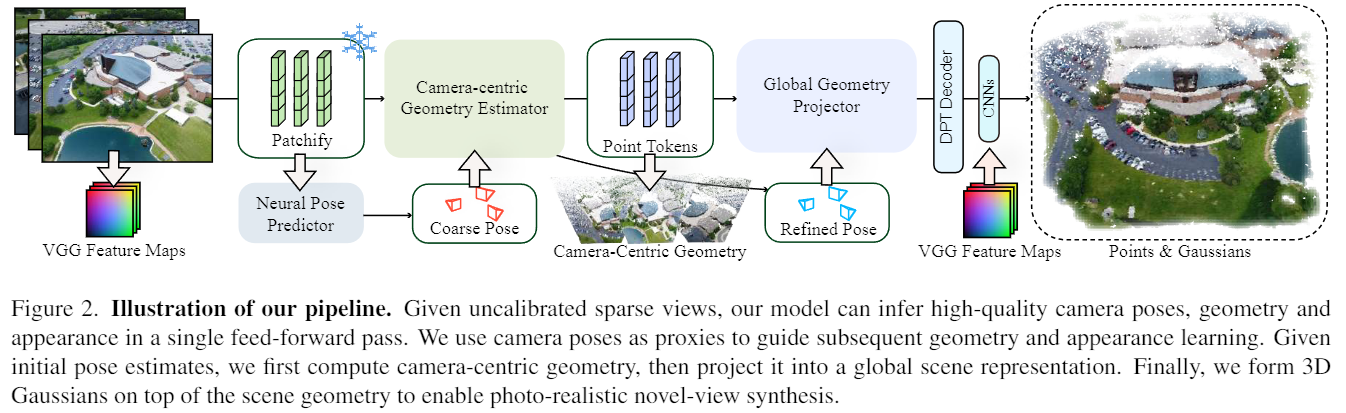 Patchify
Camera-centric
Geometry Estimator
Point Tokens
Global Geometry
Projector
DPT Decoder
CNNs
Neural Pose
Predictor
Coarse Pose
Refined Pose
VGG Feature Maps
Camera-Centric Geometry
VGG Feature Maps
Points & Gaussians
Figure 2. Illustration of our pipeline. Given uncalibrated sparse views, our model can infer high-quality camera poses, geometry and
appearance in a single feed-forward pass. We use camera poses as proxies to guide subsequent geometry and appearance learning. Given
initial pose estimates, we first compute camera-centric geometry, then project it into a global scene representation. Finally, we form 3D
Gaussians on top of the scene geometry to enable photo-realistic novel-view synthesis.